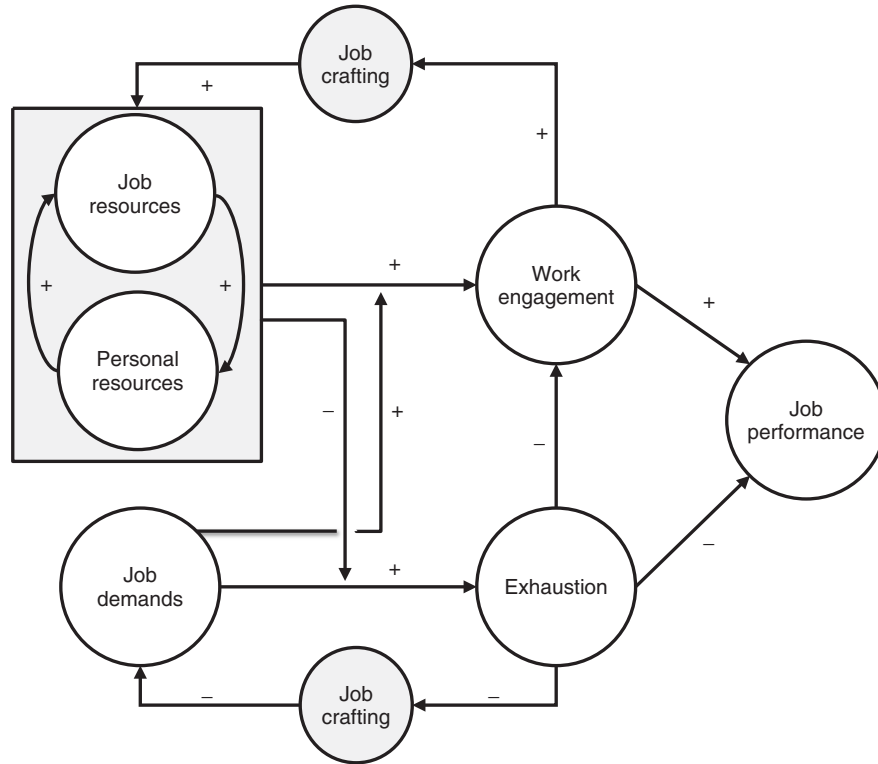 Job
crafting
+
+
Job
resources
+
+
+
Work
engagement
+
Personal
resources
−
+
Job
performance
−
Job
demands
+
Exhaustion
−
Job
crafting
−
−